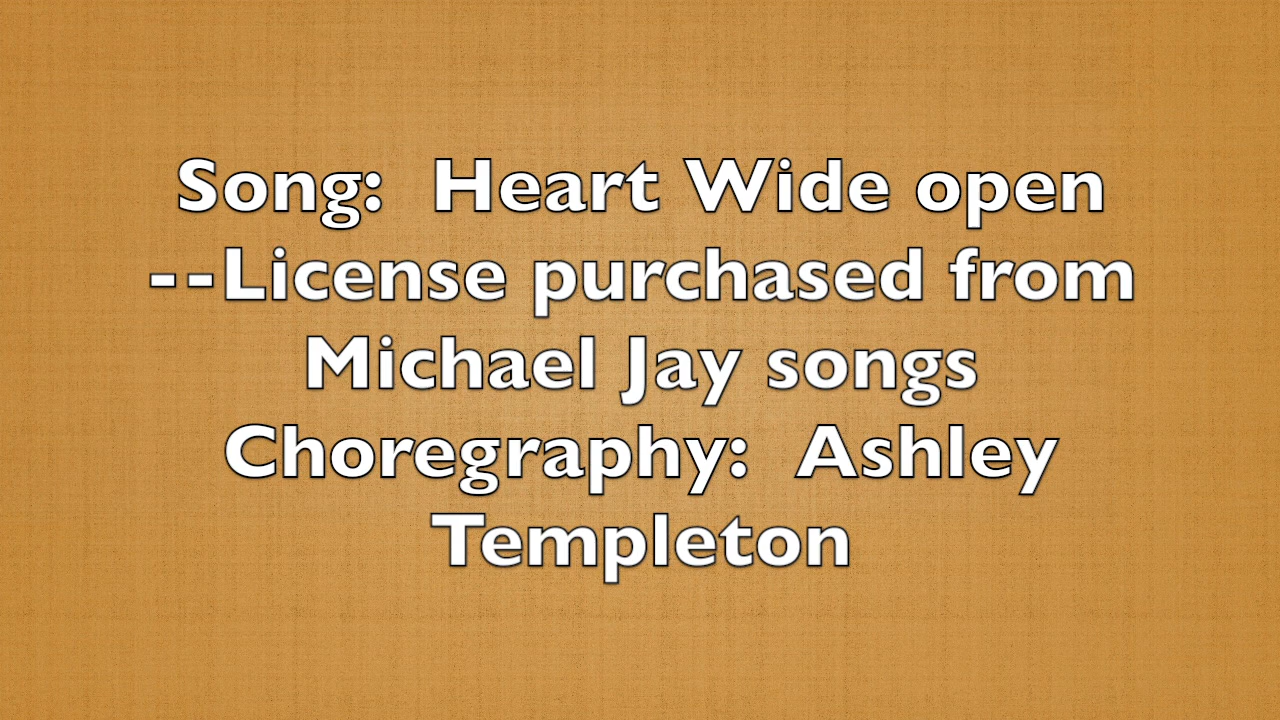 Song:  Heart Wide open
--License purchased from
Michael Jay songs
Choregraphy:  Ashley
Templeton